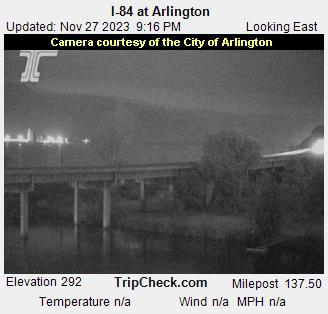 I-84 at Arlington
Updated: Nov 27 2023 9:16 PM Looking East
Camera courtesy of the City of Arlington
Elevation 292 TripCheck.com Milepost 137.50
Temperature n/a Wind n/a MPH n/a